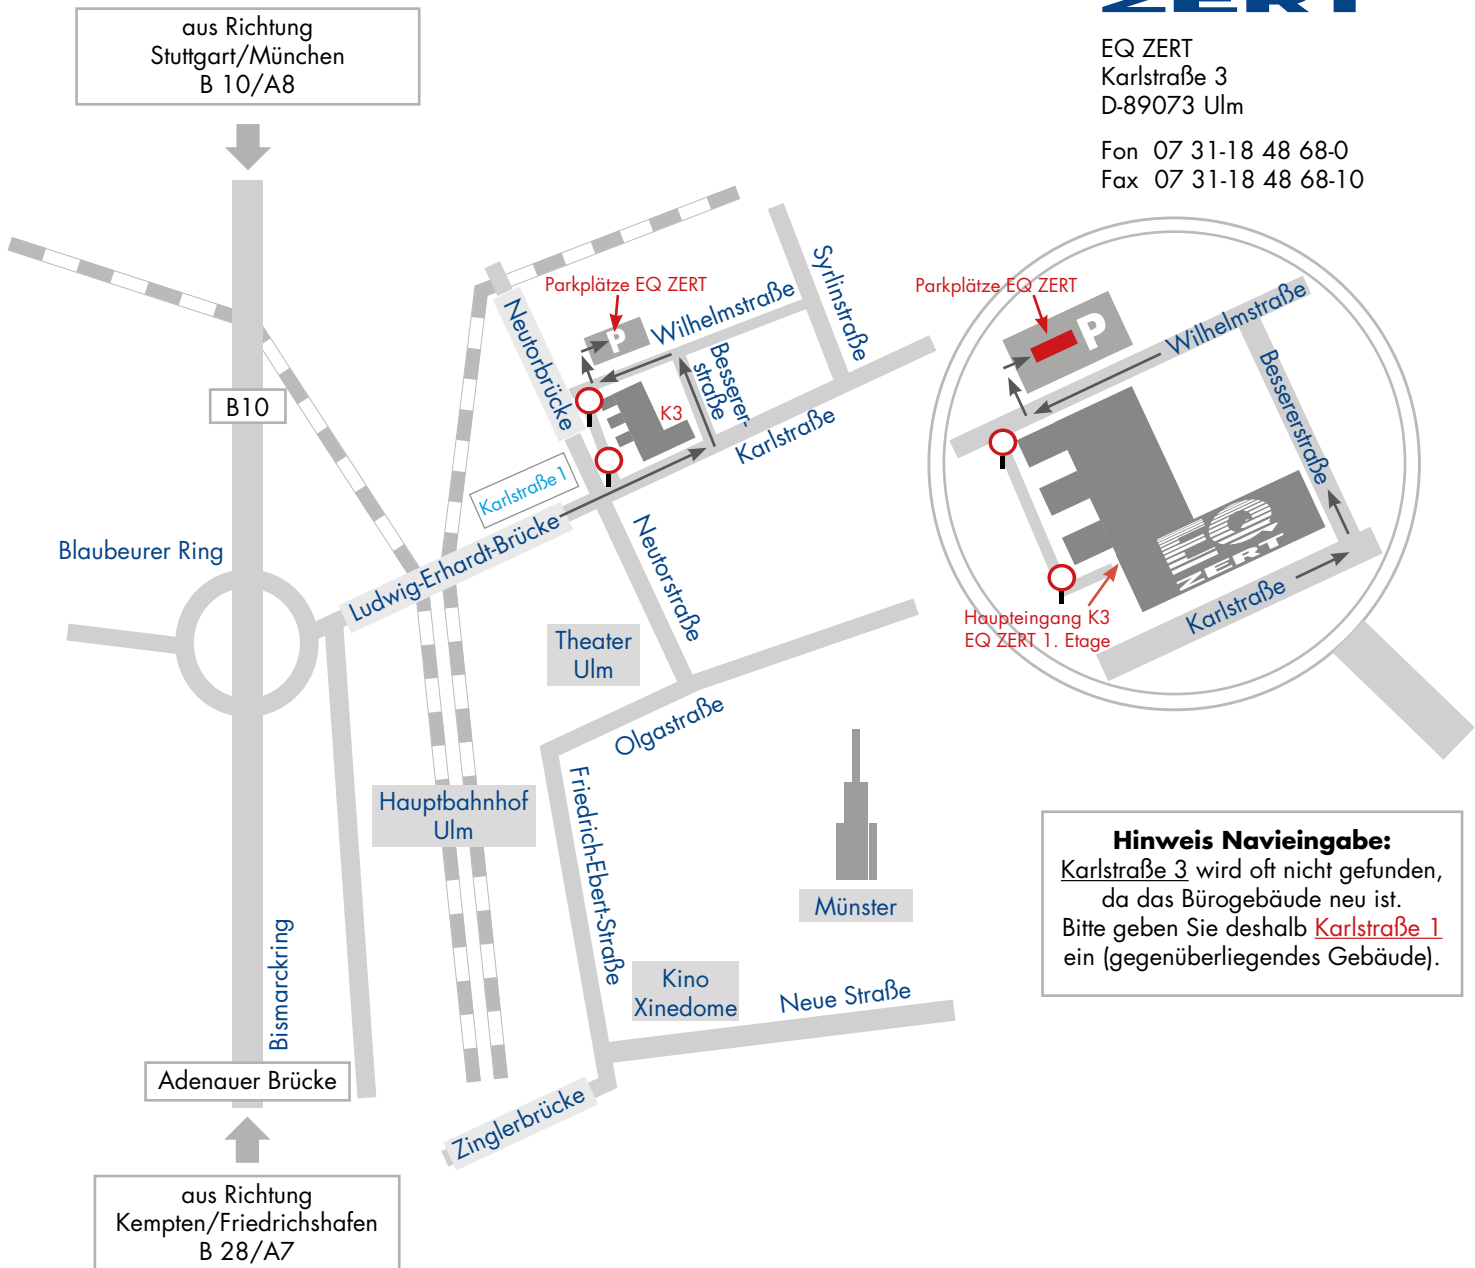 aus Richtung
Stuttgart/München
B 10/A8
ZERT
EQ ZERT
Karlstraße 3
D-89073 Ulm
Fon 07 31-18 48 68-0
Fax 07 31-18 48 68-10
B10
Blaubeurer Ring
Ludwig-Erhardt-Brücke
Karlstraße 1
Neutorbrücke
Parkplätze EQ ZERT
P
Wilhelmstraße
Syrlinstraße
Besserer-
straße
K3
Karlstraße
Neutorstraße
Theater
Ulm
Olgastraße
Hauptbahnhof
Ulm
Friedrich-Ebert-Straße
Münster
Kino
Xinedome
Neue Straße
Bismarckring
Adenauer Brücke
Zinglerbrücke
aus Richtung
Kempten/Friedrichshafen
B 28/A7
Parkplätze EQ ZERT
P
Wilhelmstraße
Bessererstraße
EQ
ZERT
Karlstraße
Haupteingang K3
EQ ZERT 1. Etage
Hinweis Navieingabe:
Karlstraße 3 wird oft nicht gefunden,
da das Bürogebäude neu ist.
Bitte geben Sie deshalb Karlstraße 1
ein (gegenüberliegendes Gebäude).